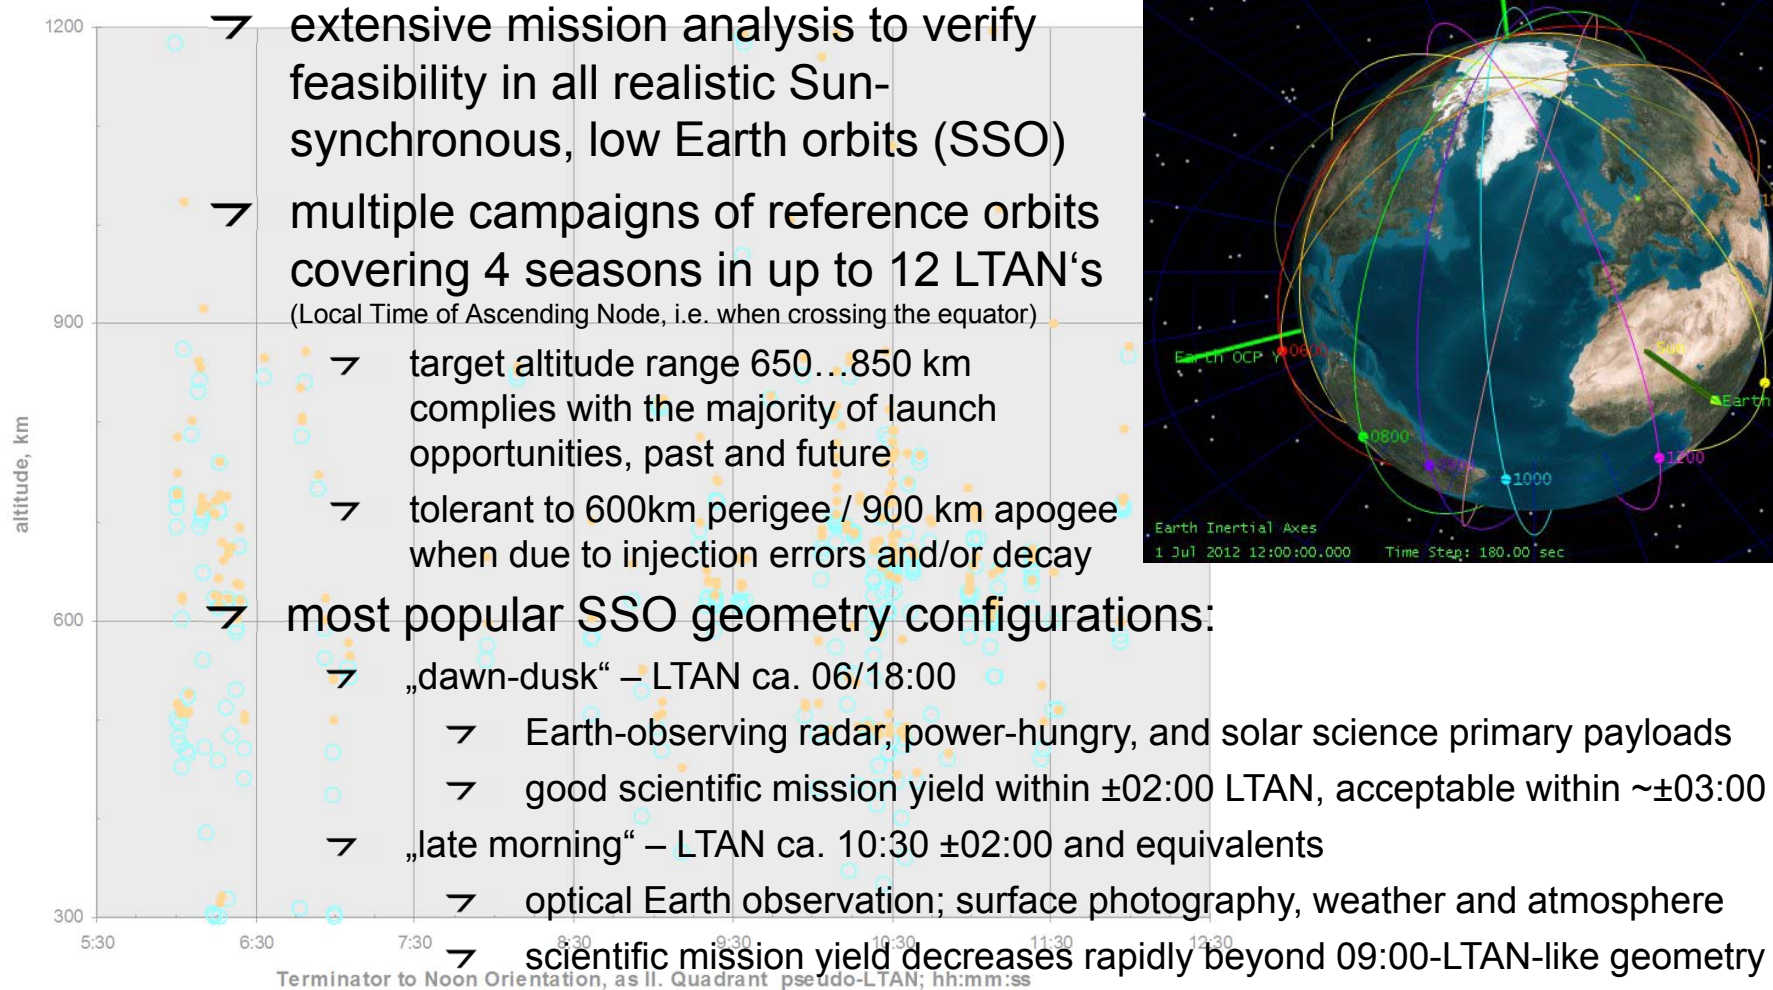 extensive mission analysis to verify
feasibility in all realistic Sun-
synchronous, low Earth orbits (SSO)
multiple campaigns of reference orbits
covering 4 seasons in up to 12 LTAN‘s
(Local Time of Ascending Node, i.e. when crossing the equator)
target altitude range 650…850 km
complies with the majority of launch
opportunities, past and future
tolerant to 600km perigee / 900 km apogee
when due to injection errors and/or decay
most popular SSO geometry configurations:
„dawn-dusk“ – LTAN ca. 06/18:00
Earth-observing radar, power-hungry, and solar science primary payloads
good scientific mission yield within ±02:00 LTAN, acceptable within ~±03:00
„late morning“ – LTAN ca. 10:30 ±02:00 and equivalents
optical Earth observation; surface photography, weather and atmosphere
scientific mission yield decreases rapidly beyond 09:00-LTAN-like geometry
1200
900
600
300
altitude, km
5:30 6:30 7:30 8:30 9:30 10:30 11:30 12:30
Terminator to Noon Orientation, as II. Quadrant pseudo-LTAN; hh:mm:ss
Earth OCP Y
0600
Sun
Earth
0800
1000
1200
Earth Inertial Axes
1 Jul 2012 12:00:00.000 Time Step: 180.00 sec